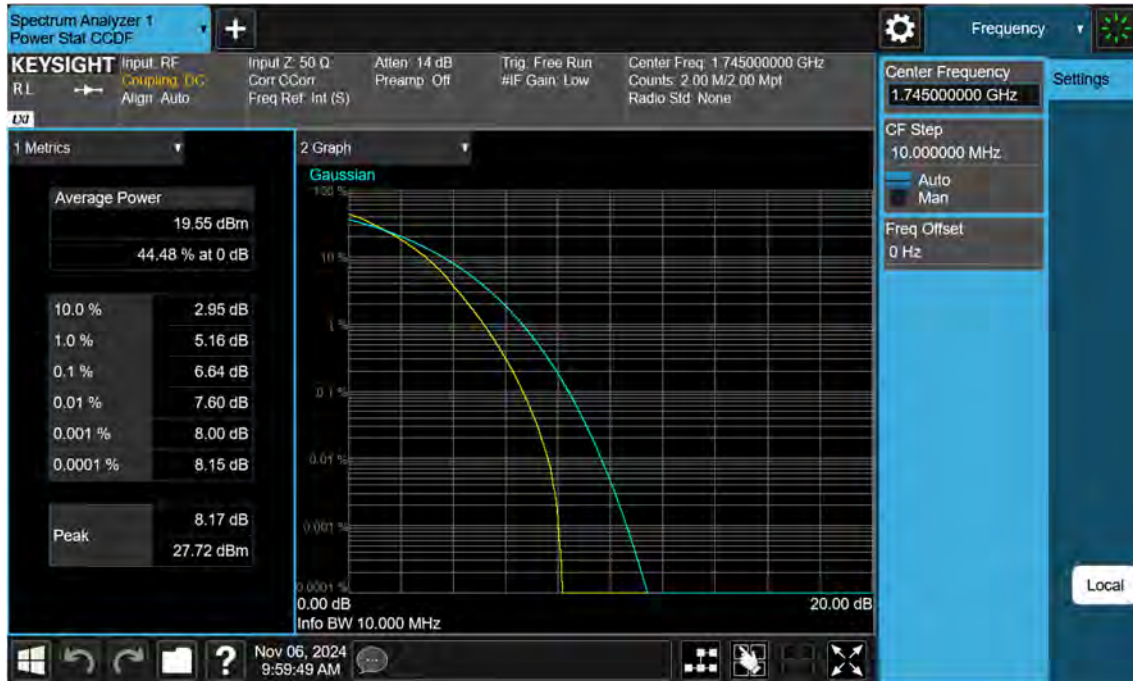 Spectrum Analyzer 1
Power Stat CCDF
Frequency
KEYSIGHT
RL
LXI
Input: RF
Coupling: DC
Align: Auto
Input Z: 50 Ω
Corr CCorr
Freq Ref: Int (S)
Atten: 14 dB
Preamp: Off
Trig: Free Run
#IF Gain: Low
Center Freq: 1.745000000 GHz
Counts: 2.00 M/2.00 Mpt
Radio Std: None
Center Frequency
1.745000000 GHz
Settings
CF Step
10.000000 MHz
Auto
Man
Freq Offset
0 Hz
1 Metrics
Average Power
19.55 dBm
44.48 % at 0 dB
10.0 % 2.95 dB
1.0 % 5.16 dB
0.1 % 6.64 dB
0.01 % 7.60 dB
0.001 % 8.00 dB
0.0001 % 8.15 dB
Peak
8.17 dB
27.72 dBm
2 Graph
Gaussian
100 %
10 %
1 %
0.1 %
0.01 %
0.001 %
0.0001 %
0.00 dB 20.00 dB
Info BW 10.000 MHz
Local
?
Nov 06, 2024
9:59:49 AM